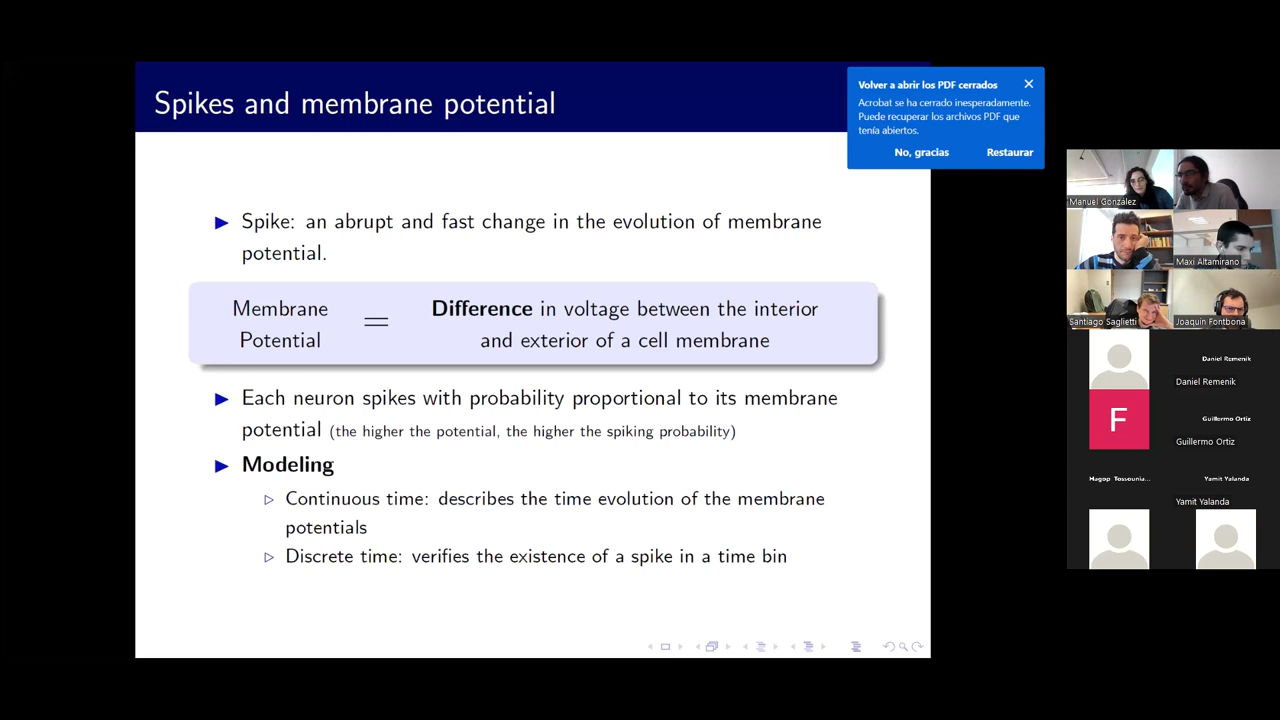 Spikes and membrane potential
Volver a abrir los PDF cerrados
Acrobat se ha cerrado inesperadamente.
Puede recuperar los archivos PDF que
tenía abiertos.
No, gracias
Restaurar
Spike: an abrupt and fast change in the evolution of membrane
potential.
Membrane
Potential
=
Difference in voltage between the interior
and exterior of a cell membrane
Each neuron spikes with probability proportional to its membrane
potential (the higher the potential, the higher the spiking probability)
Modeling
Continuous time: describes the time evolution of the membrane
potentials
Discrete time: verifies the existence of a spike in a time bin
Manuel González
Maxi Altamirano
Santiago Saglietti
Joaquin Fontbona
Daniel Remenik
Daniel Remenik
F
Guillermo Ortiz
Guillermo Ortiz
Hagop Tossounia...
Yamit Yalanda
Yamit Yalanda